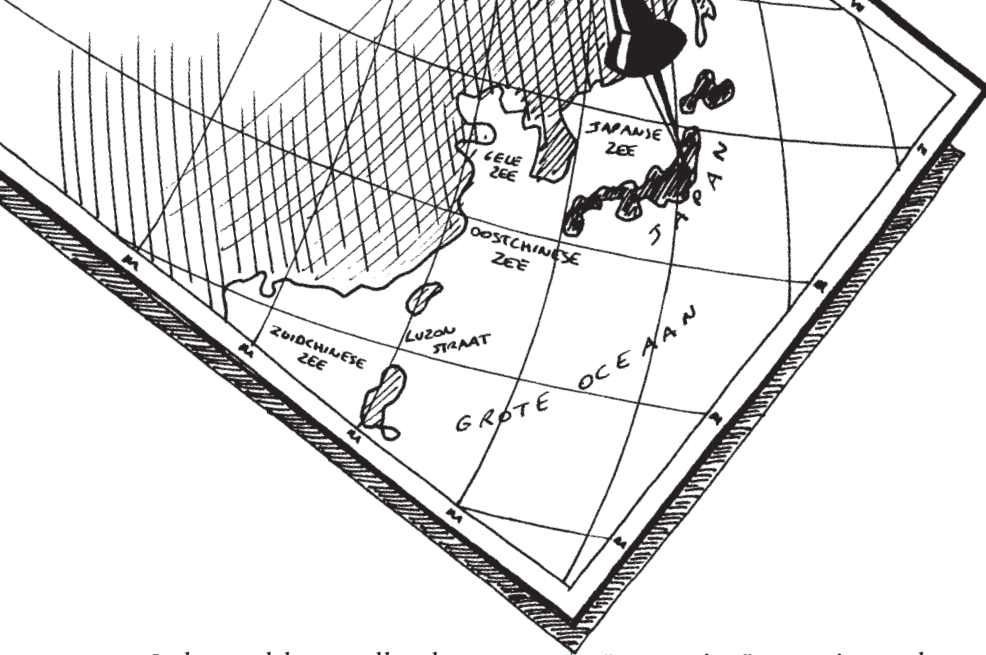 JAPANSE
ZEE
GELE
ZEE
JAPAN
OOSTCHINESE
ZEE
LUZON
STRAAT
ZUIDCHINESE
ZEE
GROTE OCEAAN